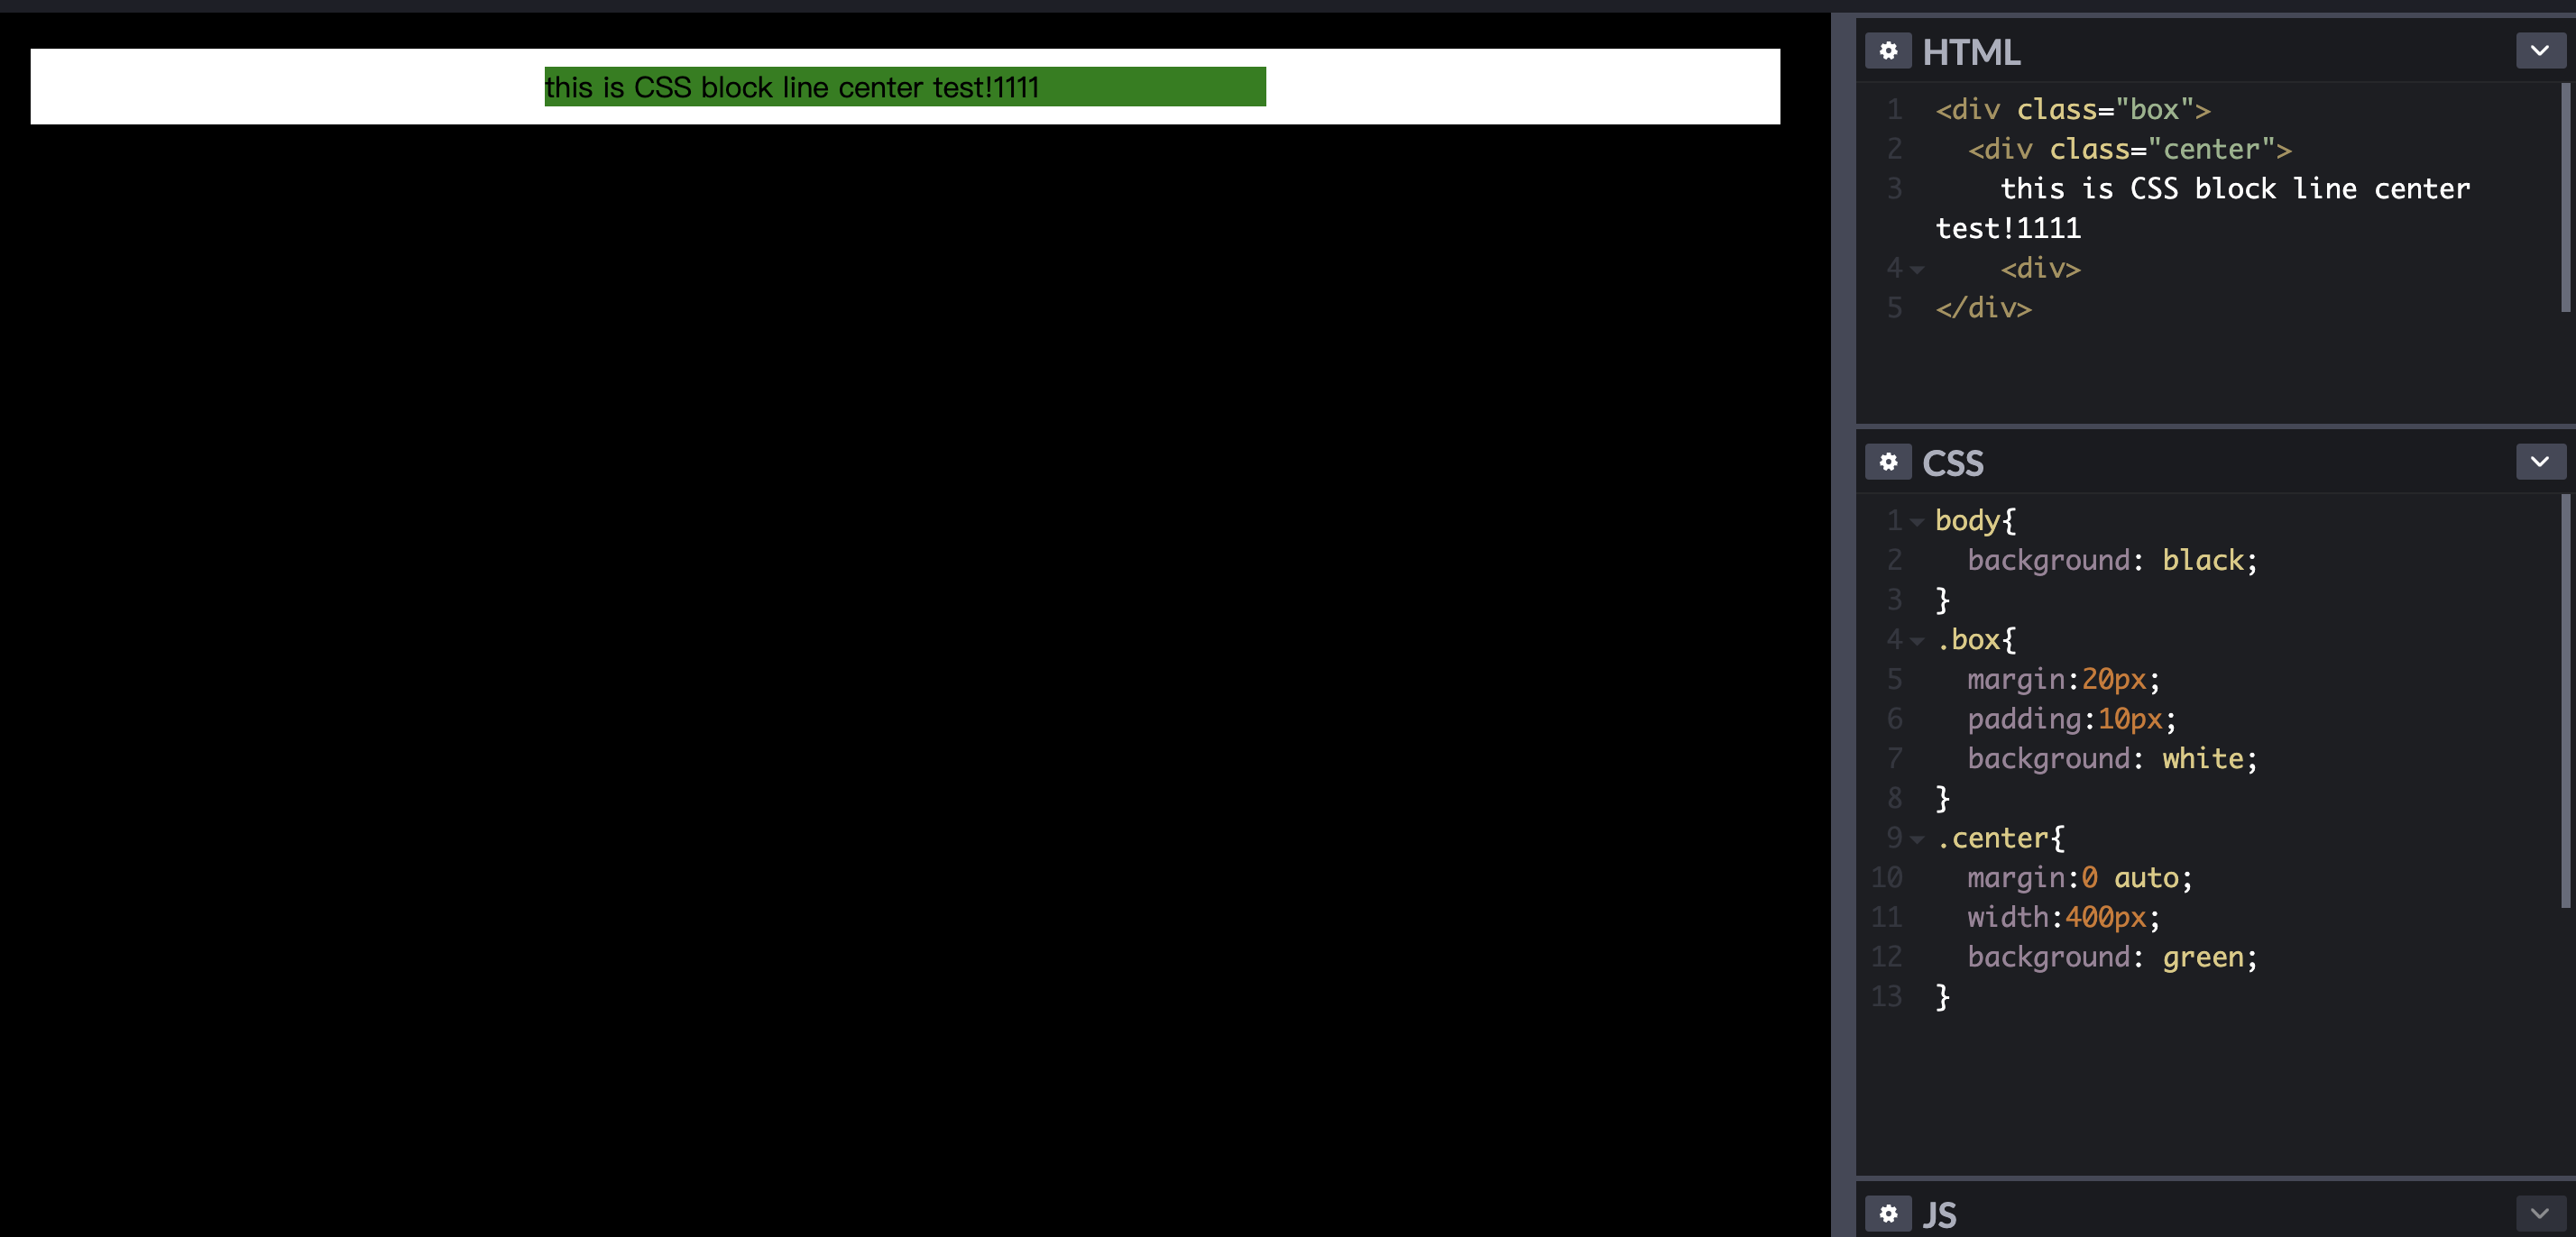 this is CSS block line center test!1111
HTML
1 <div class="box">
2 <div class="center">
3 this is CSS block line center
test!1111
4 <div>
5 </div>
CSS
1 body{
2 background: black;
3 }
4 .box{
5 margin:20px;
6 padding:10px;
7 background: white;
8 }
9 .center{
10 margin:0 auto;
11 width:400px;
12 background: green;
13 }
JS